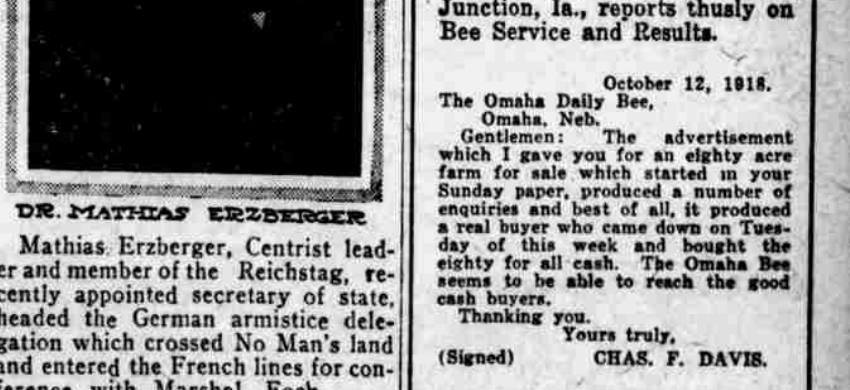 DR. MATHIAS ERZBERGER
Mathias Erzberger, Centrist lead-
er and member of the Reichstag, re-
cently appointed secretary of state,
headed the German armistice dele-
gation which crossed No Man's land
and entered the French lines for con-
ference with Marshal Foch
Junction, Ia., reports thusly on
Bee Service and Results.
October 12, 1918.
The Omaha Daily Bee,
Omaha, Neb.
Gentlemen: The advertisement
which I gave you for an eighty acre
farm for sale which started in your
Sunday paper, produced a number of
enquiries and best of all, it produced
a real buyer who came down on Tues-
day of this week and bought the
eighty for all cash. The Omaha Bee
seems to be able to reach the good
cash buyers.
Thanking you.
Yours truly,
(Signed) CHAS. F. DAVIS.